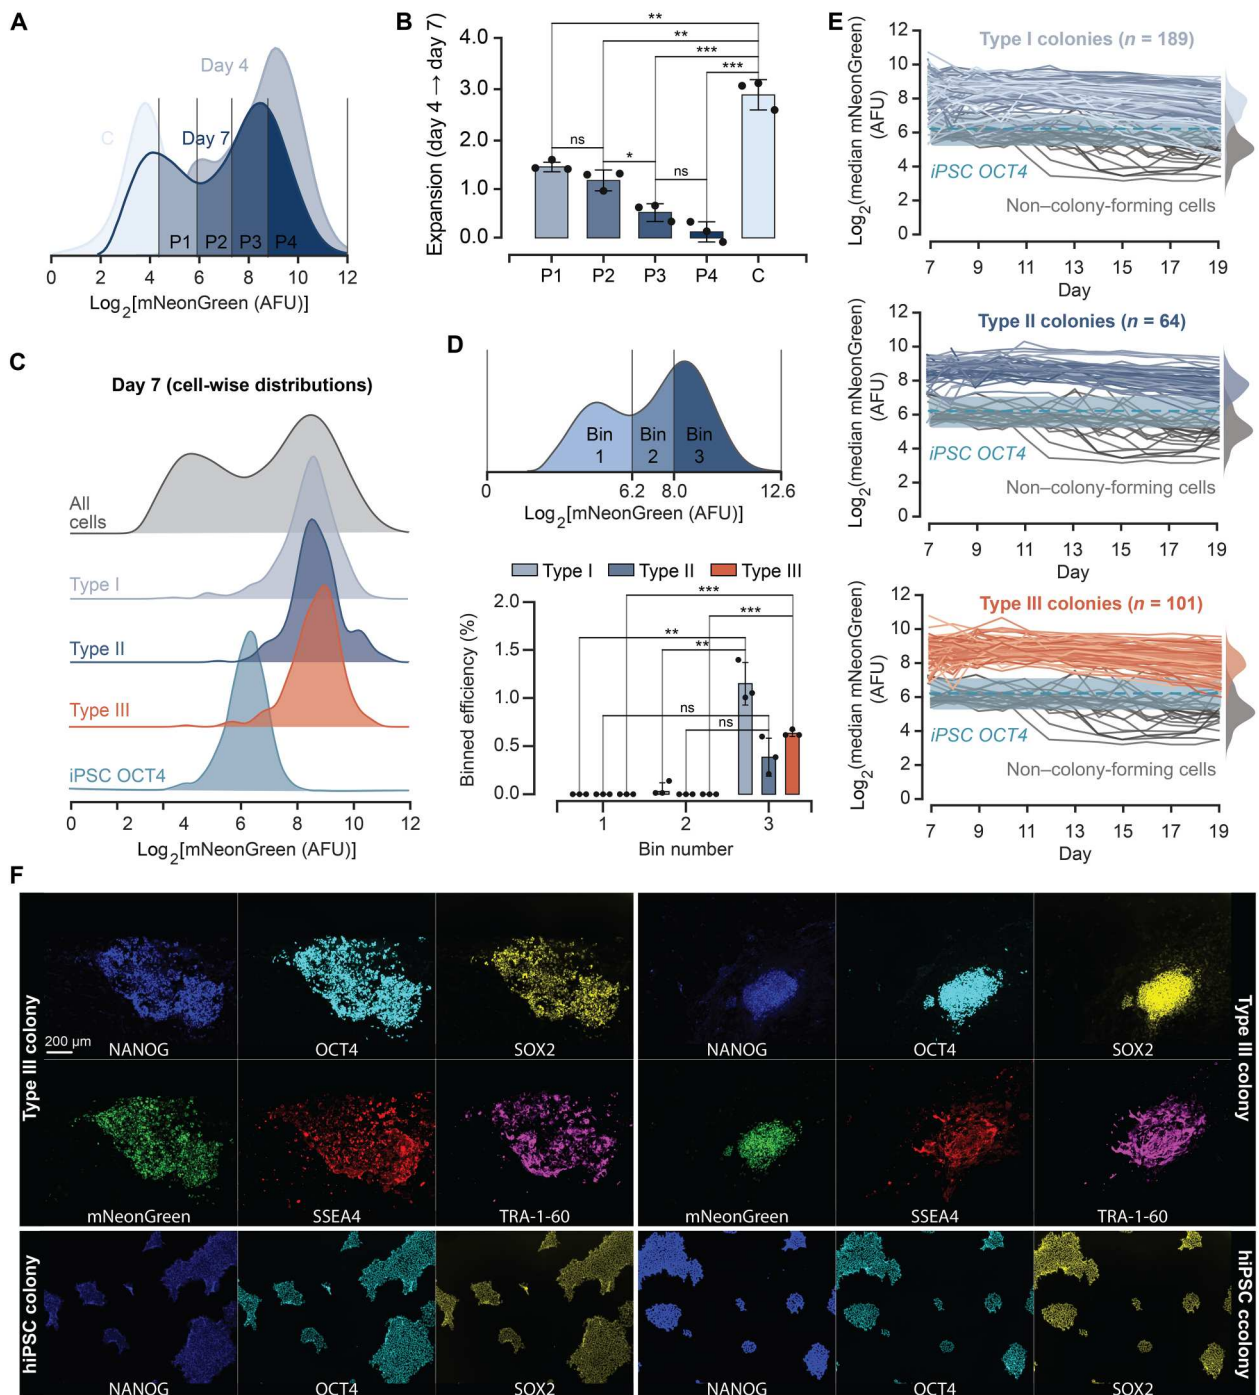 A
C
Day 4
Day 7
P1
P2
P3
P4
0
2
4
6
8
10
12
Log2[mNeonGreen (AFU)]
B
Expansion (day 4 → day 7)
4.0
3.0
2.0
1.0
0.0
**
**
***
***
ns
*
ns
P1
P2
P3
P4
C
C
Day 7 (cell-wise distributions)
All
cells
Type I
Type II
Type III
iPSC OCT4
0
2
4
6
8
10
12
Log2[mNeonGreen (AFU)]
D
Bin
1
Bin
2
Bin
3
0
6.2
8.0
12.6
Log2[mNeonGreen (AFU)]
Type I
Type II
Type III
Binned efficiency (%)
2.0
1.5
1.0
0.5
0.0
***
***
**
**
ns
ns
1
2
3
Bin number
E
Log2(median mNeonGreen)
(AFU)
12
10
8
6
4
2
0
Type I colonies (n = 189)
iPSC OCT4
Non–colony-forming cells
7
9
11
13
15
17
19
Day
Log2(median mNeonGreen)
(AFU)
12
10
8
6
4
2
0
Type II colonies (n = 64)
iPSC OCT4
Non–colony-forming cells
7
9
11
13
15
17
19
Day
Log2(median mNeonGreen)
(AFU)
12
10
8
6
4
2
0
Type III colonies (n = 101)
iPSC OCT4
Non–colony-forming cells
7
9
11
13
15
17
19
Day
F
Type III colony
200 µm
NANOG
OCT4
SOX2
NANOG
OCT4
SOX2
Type III colony
mNeonGreen
SSEA4
TRA-1-60
mNeonGreen
SSEA4
TRA-1-60
hiPSC colony
NANOG
OCT4
SOX2
NANOG
OCT4
SOX2
hiPSC ccolony